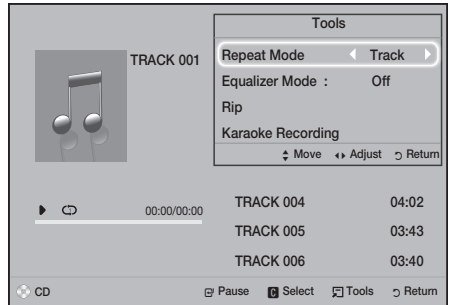 Tools
TRACK 001
Repeat Mode Track
Equalizer Mode : Off
Rip
Karaoke Recording
Move Adjust Return
00:00/00:00
TRACK 004 04:02
TRACK 005 03:43
TRACK 006 03:40
CD Pause C Select Tools Return